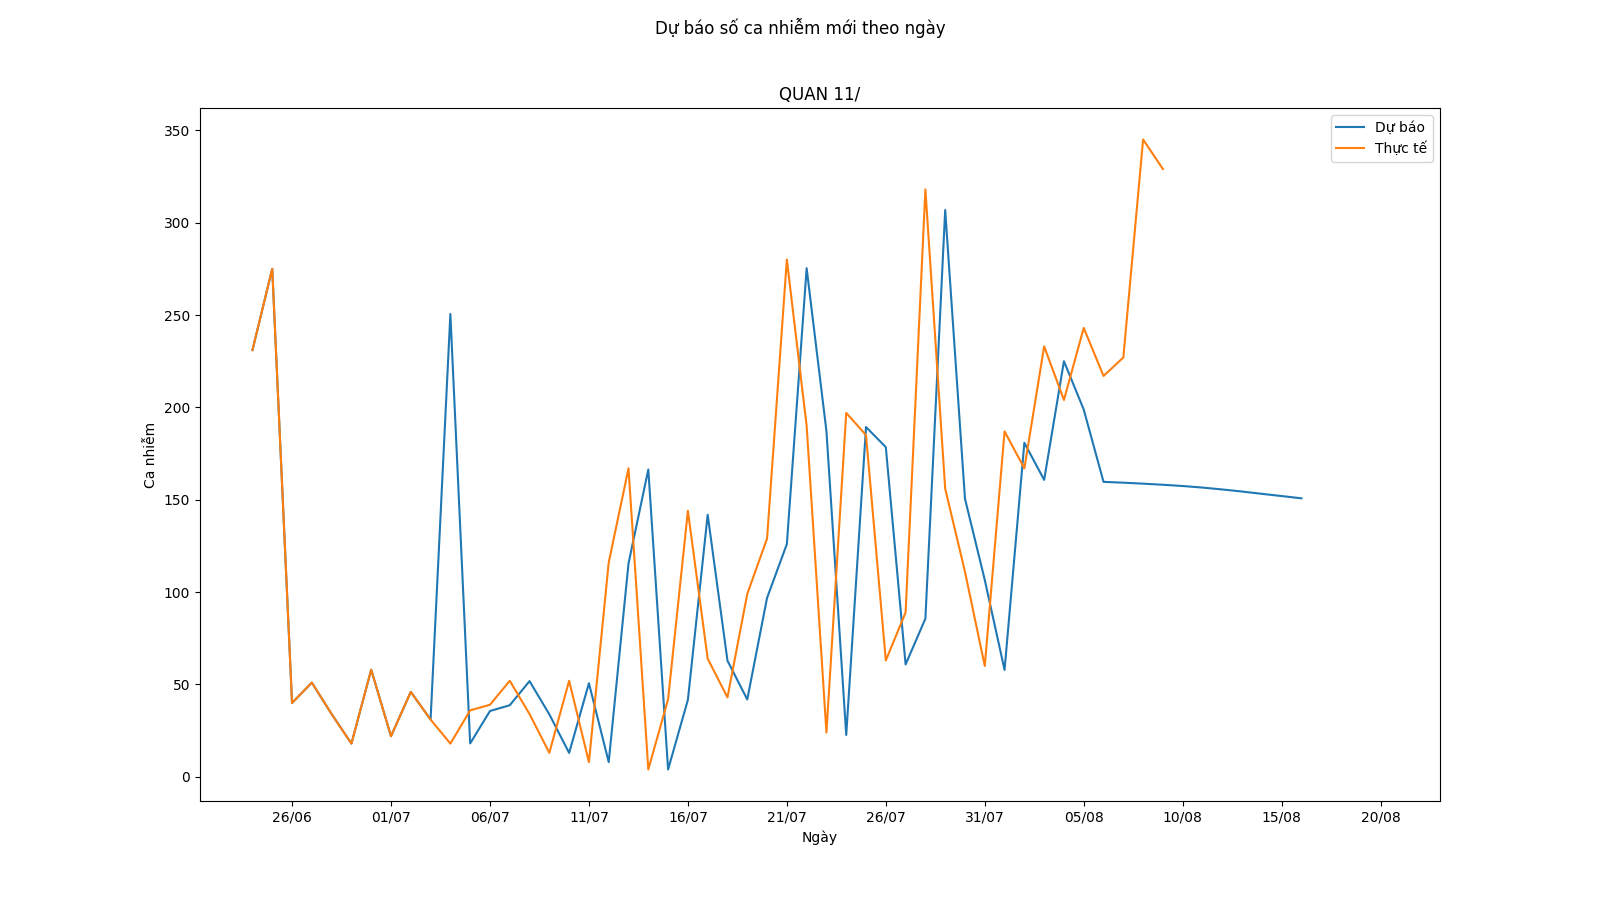 Dự báo số ca nhiễm mới theo ngày
QUAN 11/
Dự báo
Thực tế
350
300
250
200
150
100
50
0
Ca nhiễm
26/06 01/07 06/07 11/07 16/07 21/07 26/07 31/07 05/08 10/08 15/08 20/08
Ngày